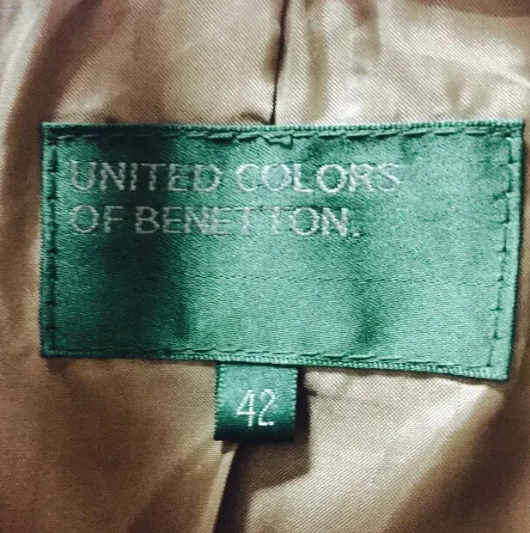 UNITED COLORS
OF BENETTON.
42